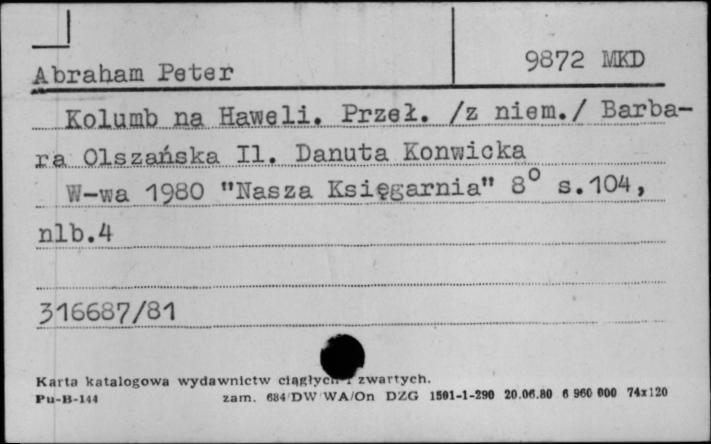 Abraham Peter
9872 MKD
Kolumb na Haweli. Przeł. /z niem./ Barba-
ra Olszańska Il. Danuta Konwicka
W-wa 1980 "Nasza Księgarnia" 8° s.104,
nlb.4
316687/81
Karta katalogowa wydawnictw ciągłych i zwartych.
Pu-B-144 zam. 684/DW WA/On DZG 1501-1-290 20.06.80 6 960 000 74x120